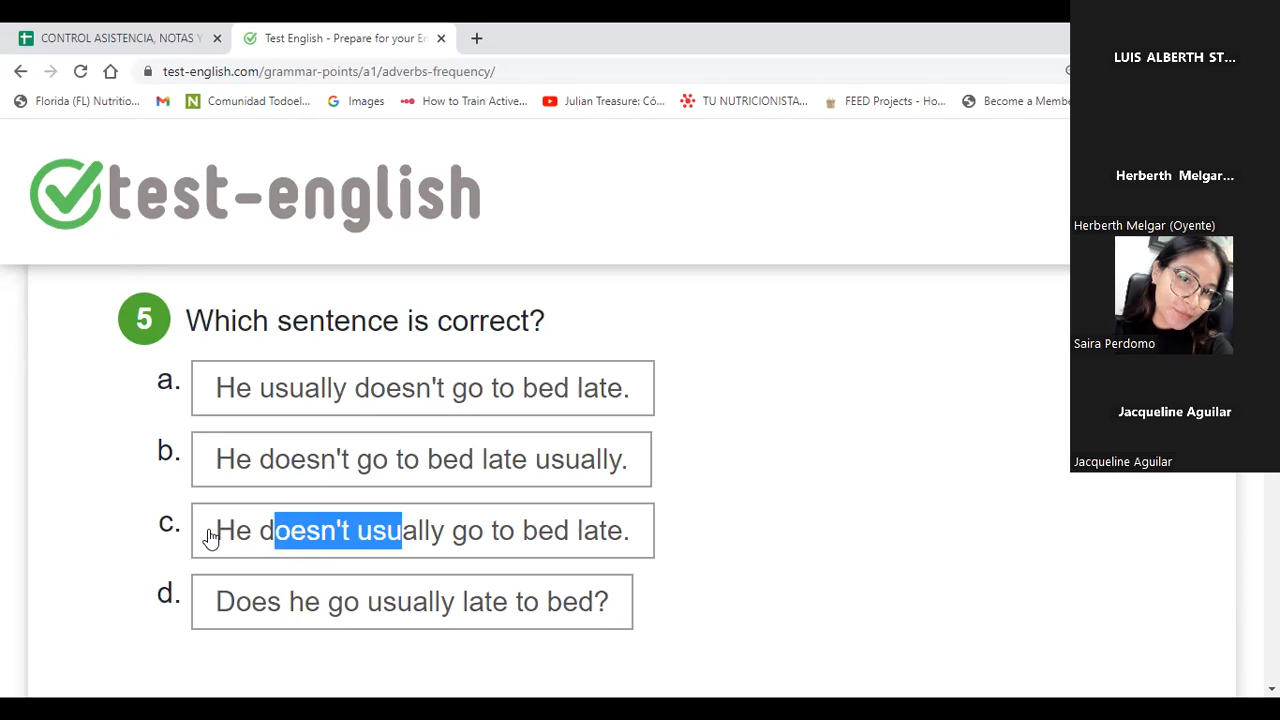 CONTROL ASISTENCIA, NOTAS Y
Test English - Prepare for your En
test-english.com/grammar-points/a1/adverbs-frequency/
Florida (FL) Nutritio...
Comunidad Todoel...
Images
How to Train Active...
Julian Treasure: Có...
TU NUTRICIONISTA...
FEED Projects - Ho...
Become a Membe
test-english
5 Which sentence is correct?
a. He usually doesn't go to bed late.
b. He doesn't go to bed late usually.
c. He doesn't usually go to bed late.
d. Does he go usually late to bed?
LUIS ALBERTH ST...
Herberth Melgar...
Herberth Melgar (Oyente)
Saira Perdomo
Jacqueline Aguilar
Jacqueline Aguilar